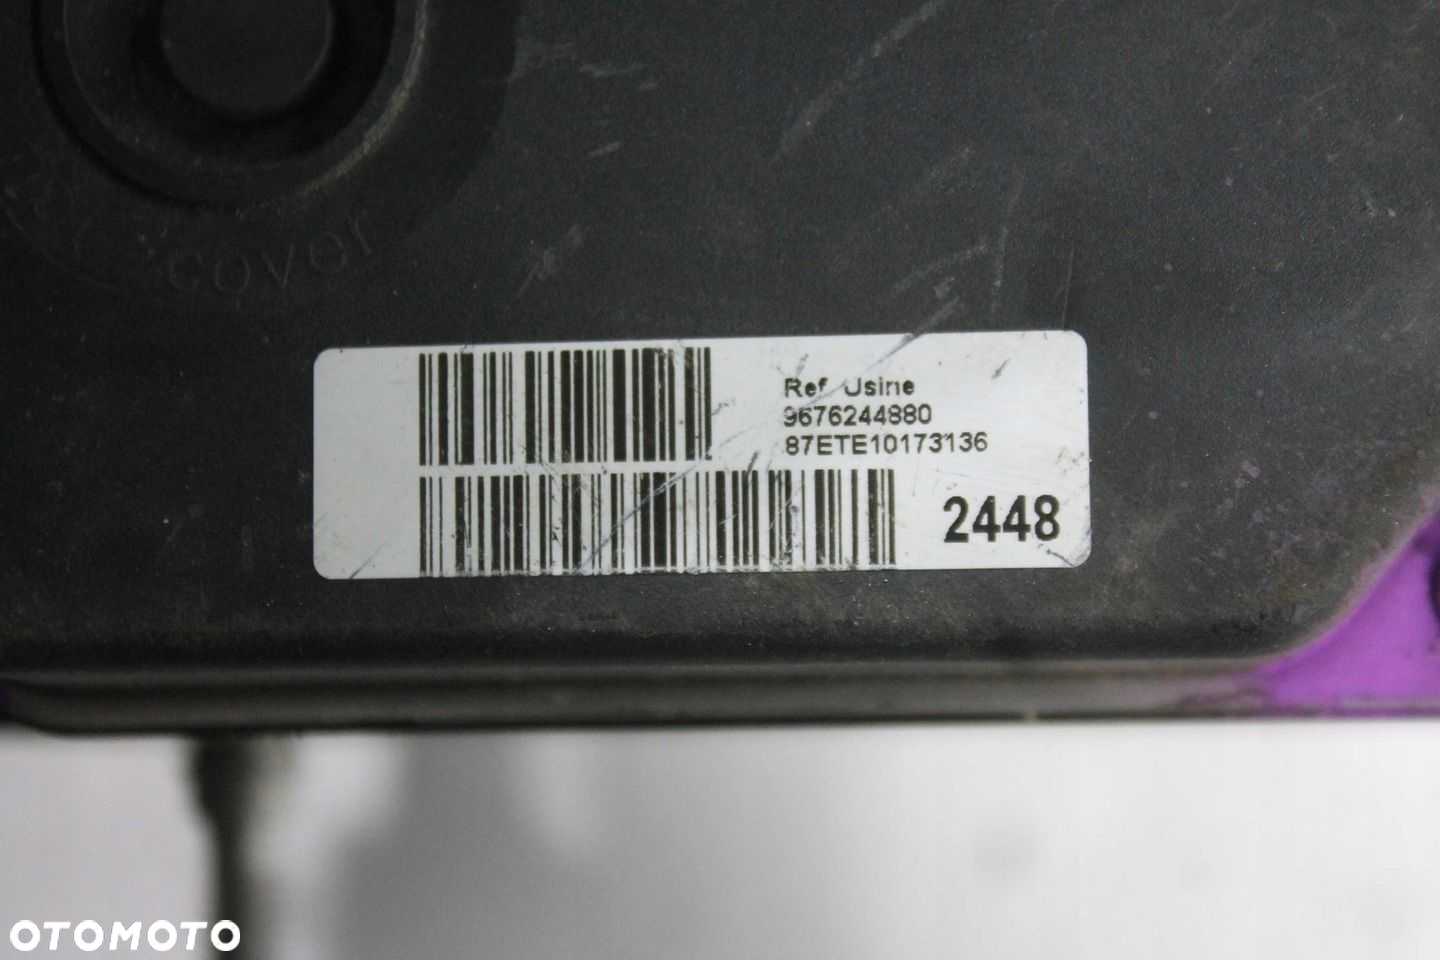 cover
Ref Usine
9676244880
87ETE10173136
2448
OTOMOTO